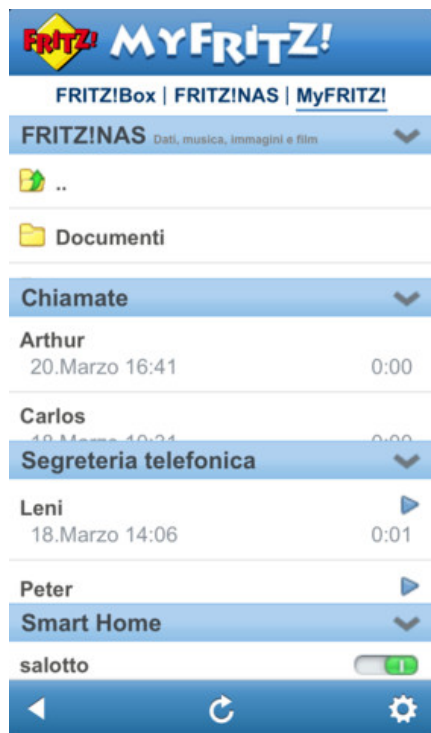 FRITZ! MYFRITZ!
FRITZ!Box | FRITZ!NAS | MyFRITZ!
FRITZ!NAS Dati, musica, immagini e film
..
Documenti
Chiamate
Arthur
20.Marzo 16:41 0:00
Carlos
Segreteria telefonica
Leni
18.Marzo 14:06 0:01
Peter
Smart Home
salotto